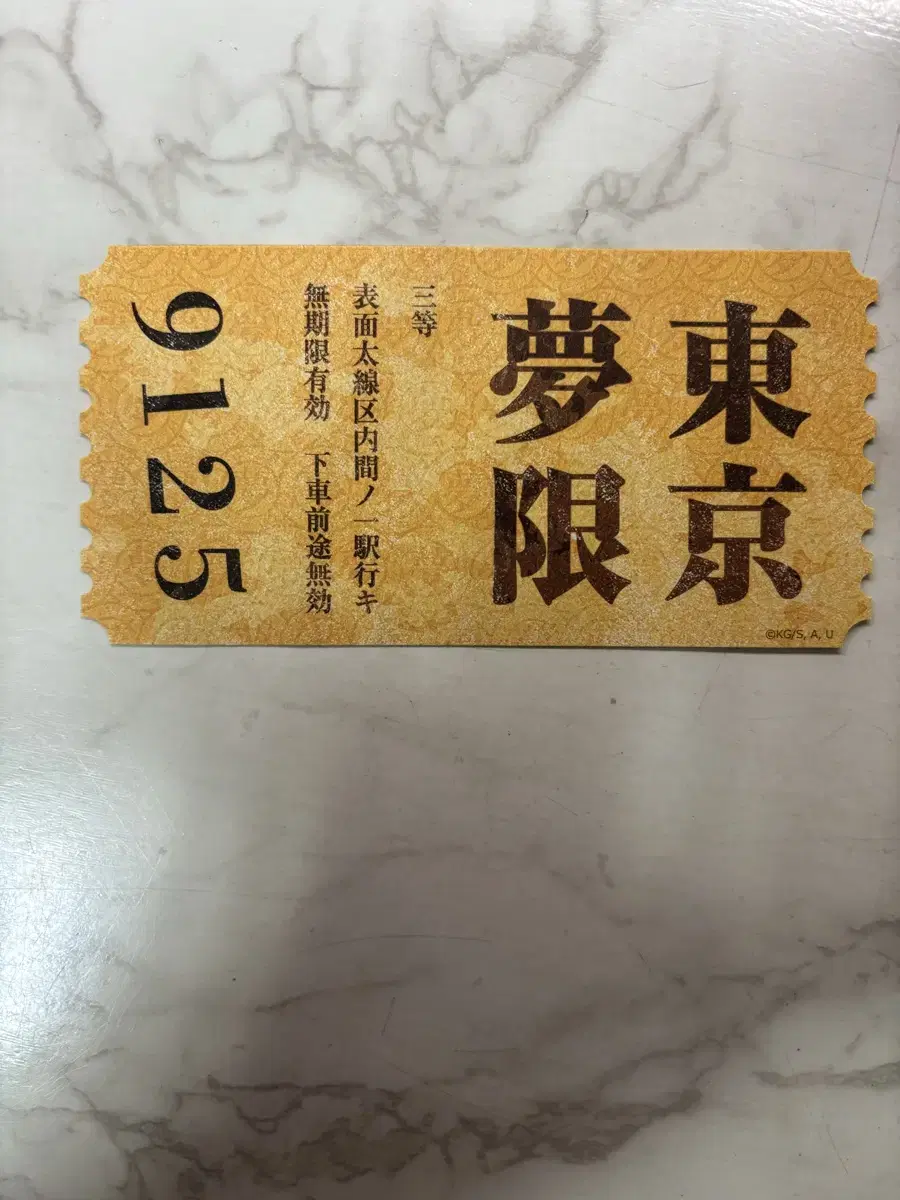 東京
夢限
三等
表面太線区内間ノ一駅行キ
無期限有効　下車前途無効
9125
©KG/S, A, U